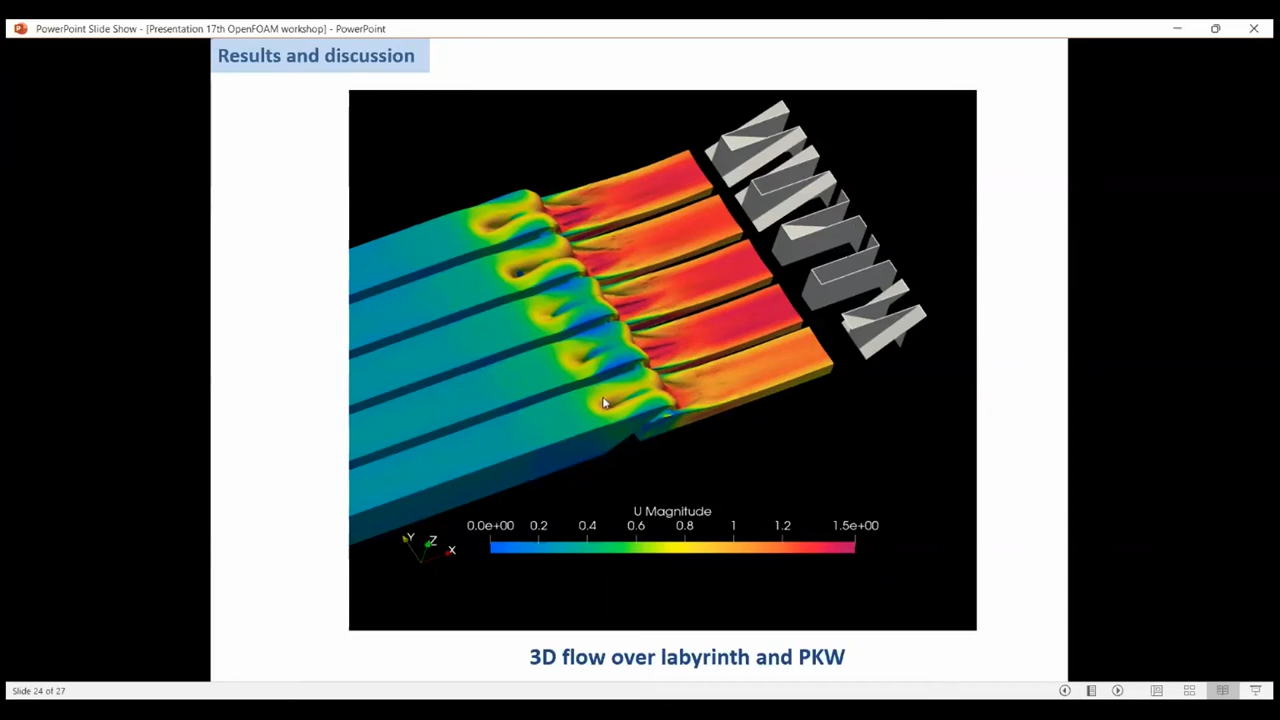 PowerPoint Slide Show - [Presentation 17th OpenFOAM workshop] - PowerPoint
Results and discussion
U Magnitude
0.0e+00 0.2 0.4 0.6 0.8 1 1.2 1.5e+00
Y Z X
3D flow over labyrinth and PKW
Slide 24 of 27